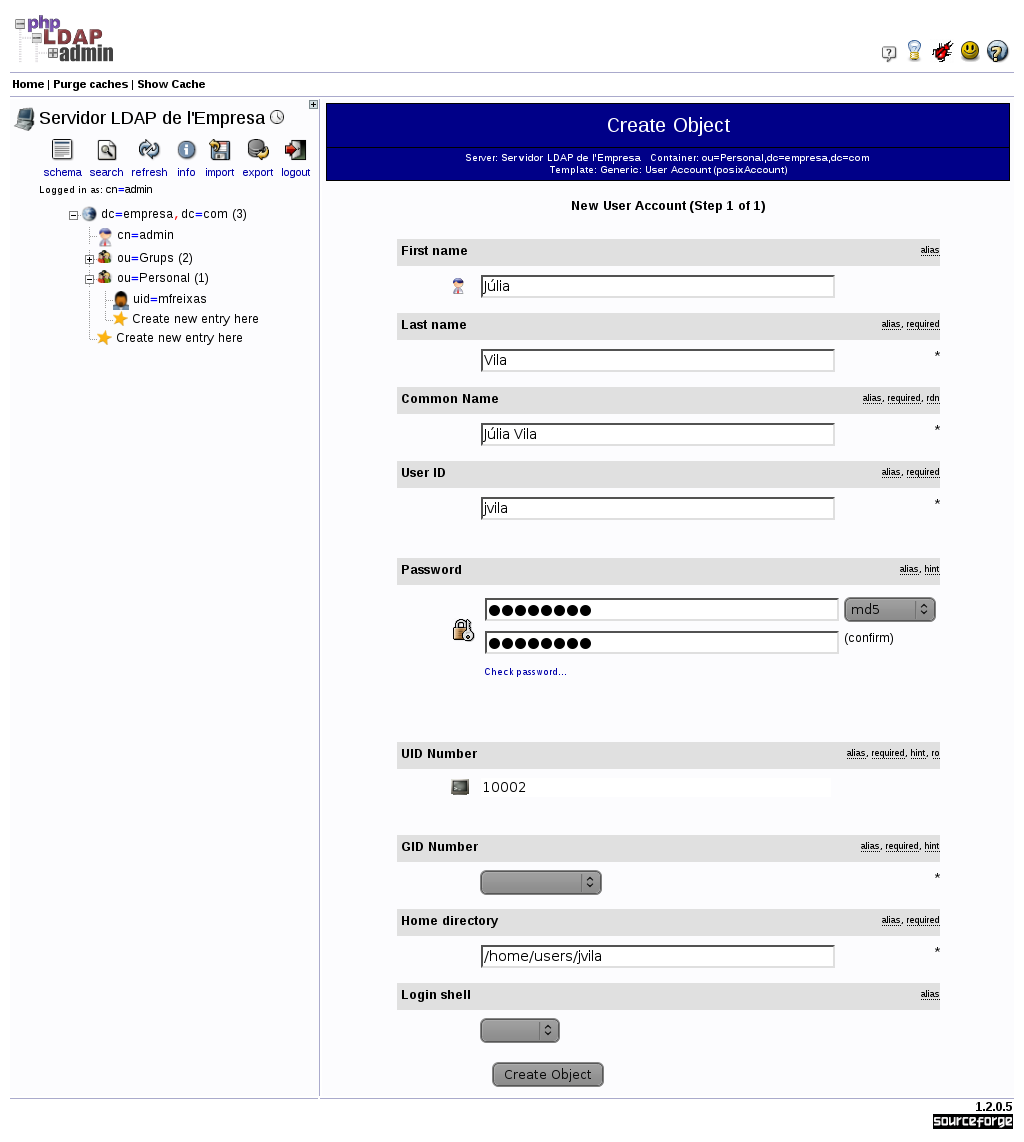 php
LDAP
admin
Home | Purge caches | Show Cache
Servidor LDAP de l'Empresa
schema search refresh info import export logout
Logged in as: cn=admin
dc=empresa,dc=com (3)
cn=admin
ou=Grups (2)
ou=Personal (1)
uid=mfreixas
Create new entry here
Create new entry here
Create Object
Server: Servidor LDAP de l'Empresa Container: ou=Personal,dc=empresa,dc=com
Template: Generic: User Account (posixAccount)
New User Account (Step 1 of 1)
First name alias
Júlia
Last name alias, required
Vila *
Common Name alias, required, rdn
Júlia Vila *
User ID alias, required
jvila *
Password alias, hint
●●●●●●●● md5
●●●●●●●● (confirm)
Check password...
UID Number alias, required, hint, ro
10002
GID Number alias, required, hint
*
Home directory alias, required
/home/users/jvila *
Login shell alias
Create Object
1.2.0.5
sourceforge